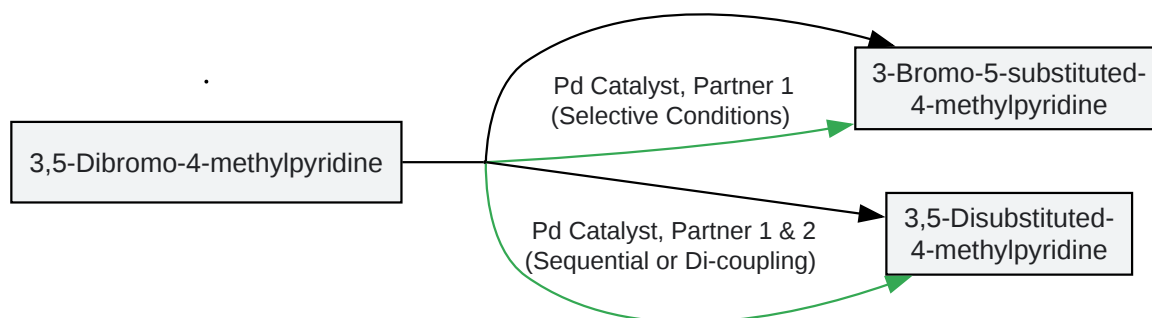 3-Bromo-5-substituted-
4-methylpyridine
Pd Catalyst, Partner 1
(Selective Conditions)
.
3,5-Dibromo-4-methylpyridine
3,5-Disubstituted-
4-methylpyridine
Pd Catalyst, Partner 1 & 2
(Sequential or Di-coupling)